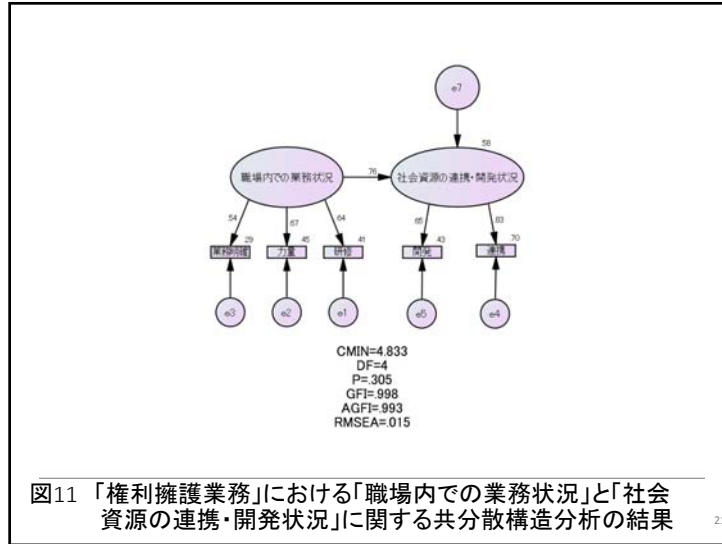 e7
58
職場内での業務状況
76
社会資源の連携・開発状況
54
67
64
65
83
業務明確
29
力量
45
研修
41
開発
43
連携
70
e3
e2
e1
e5
e4
CMIN=4.833
DF=4
P=.305
GFI=.998
AGFI=.993
RMSEA=.015
図11 「権利擁護業務」における「職場内での業務状況」と「社会
資源の連携・開発状況」に関する共分散構造分析の結果